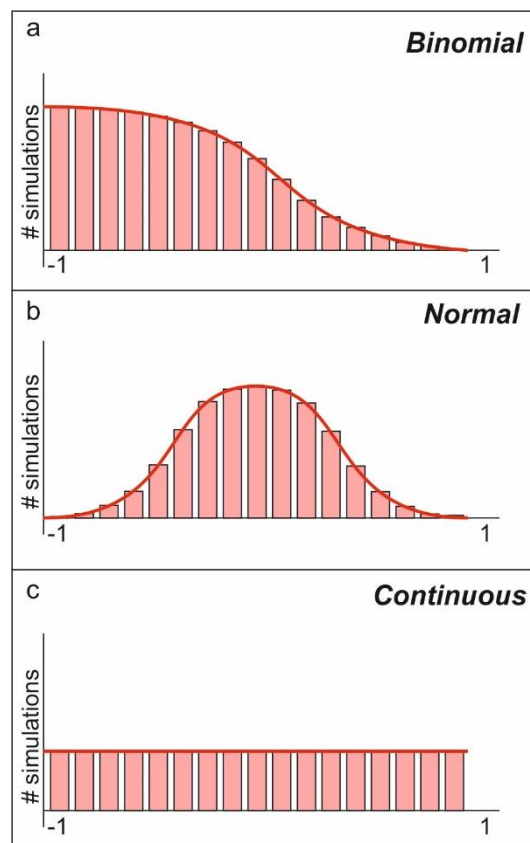 a
Binomial
# simulations
-1 1
b
Normal
# simulations
-1 1
c
Continuous
# simulations
-1 1